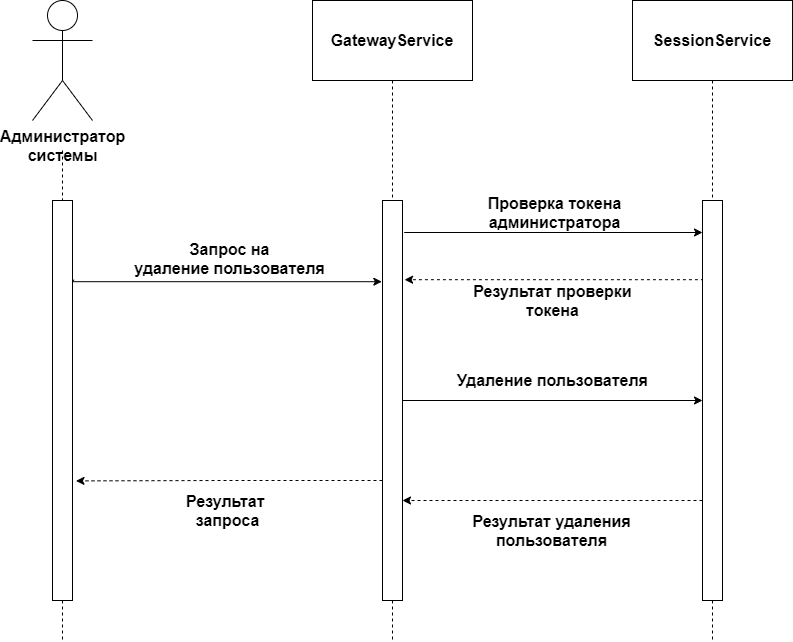 GatewayService
SessionService
Администратор
системы
Проверка токена
администратора
Запрос на
удаление пользователя
Результат проверки
токена
Удаление пользователя
Результат
запроса
Результат удаления
пользователя